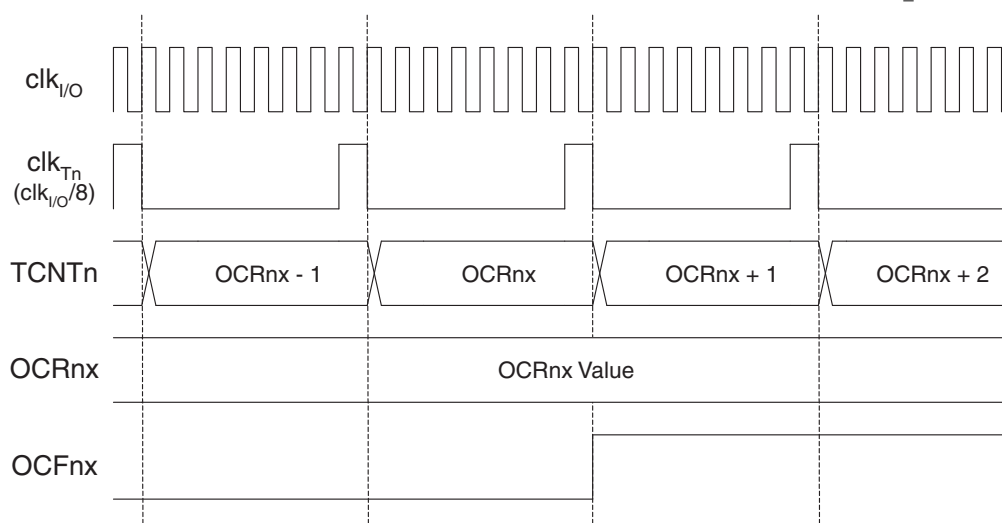 clkI/O
clkTn
(clkI/O/8)
TCNTn
OCRnx - 1
OCRnx
OCRnx + 1
OCRnx + 2
OCRnx
OCRnx Value
OCFnx